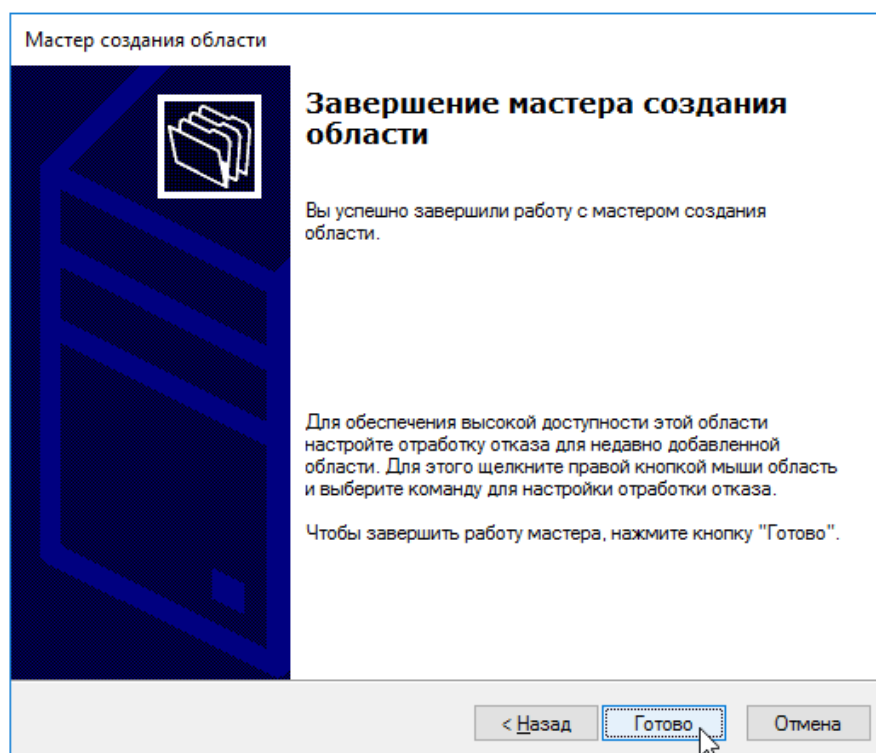 Мастер создания области
Завершение мастера создания
области
Вы успешно завершили работу с мастером создания
области.
Для обеспечения высокой доступности этой области
настройте отработку отказа для недавно добавленной
области. Для этого щелкните правой кнопкой мыши область
и выберите команду для настройки отработки отказа.
Чтобы завершить работу мастера, нажмите кнопку "Готово".
< Назад Готово Отмена